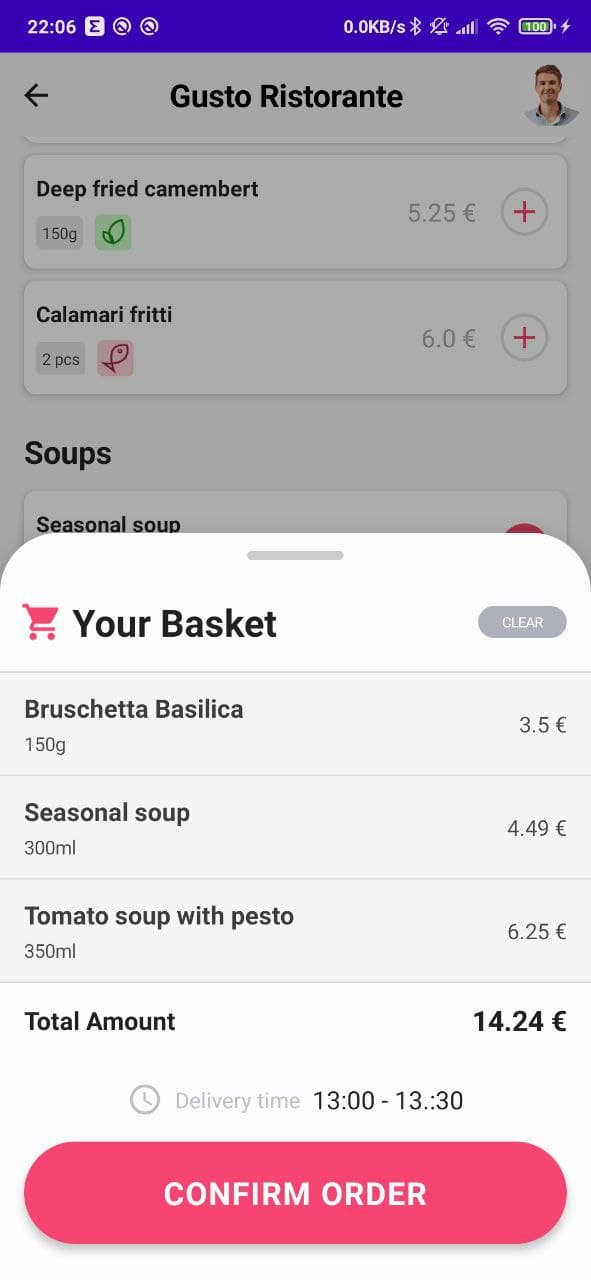 22:06 0.0KB/s 100
Gusto Ristorante
Deep fried camembert
5.25 €
150g
Calamari fritti
6.0 €
2 pcs
Soups
Seasonal soup
Your Basket CLEAR
Bruschetta Basilica
3.5 €
150g
Seasonal soup
4.49 €
300ml
Tomato soup with pesto
6.25 €
350ml
Total Amount 14.24 €
Delivery time 13:00 - 13.:30
CONFIRM ORDER